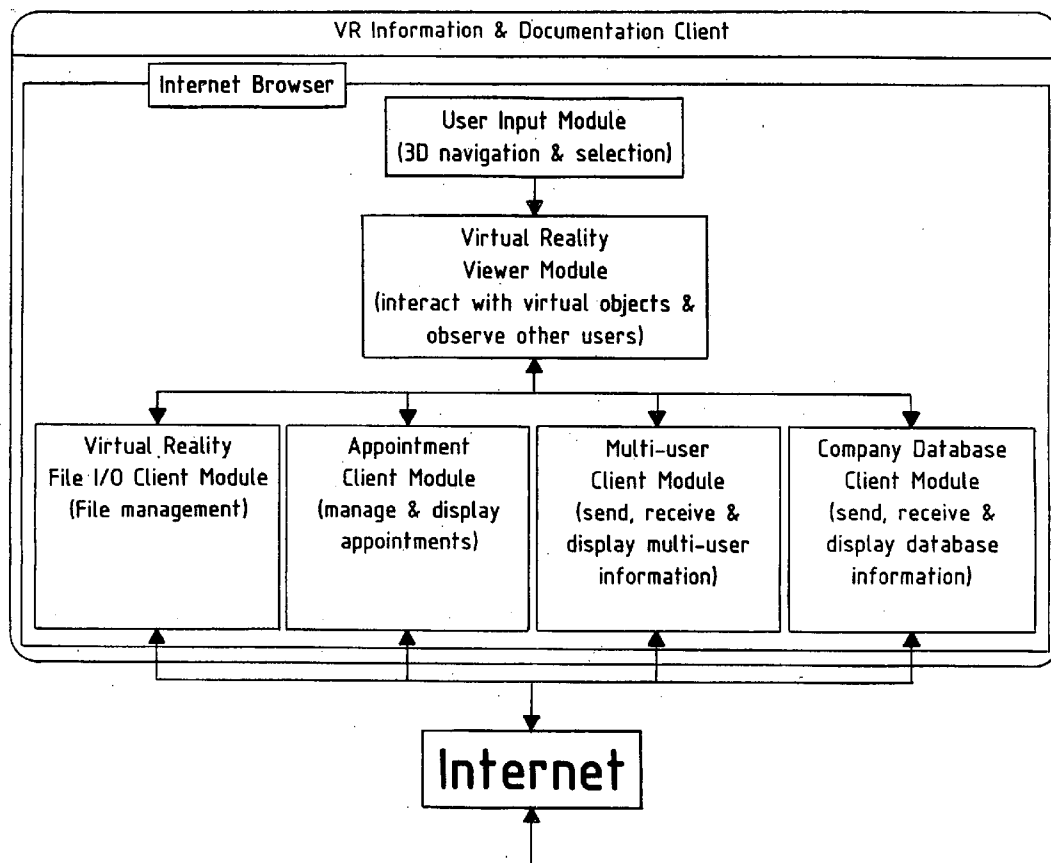 VR Information & Documentation Client
Internet Browser
User Input Module
(3D navigation & selection)
Virtual Reality
Viewer Module
(interact with virtual objects &
observe other users)
Virtual Reality
File I/O Client Module
(File management)
Appointment
Client Module
(manage & display
appointments)
Multi-user
Client Module
(send, receive &
display multi-user
information)
Company Database
Client Module
(send, receive &
display database
information)
Internet